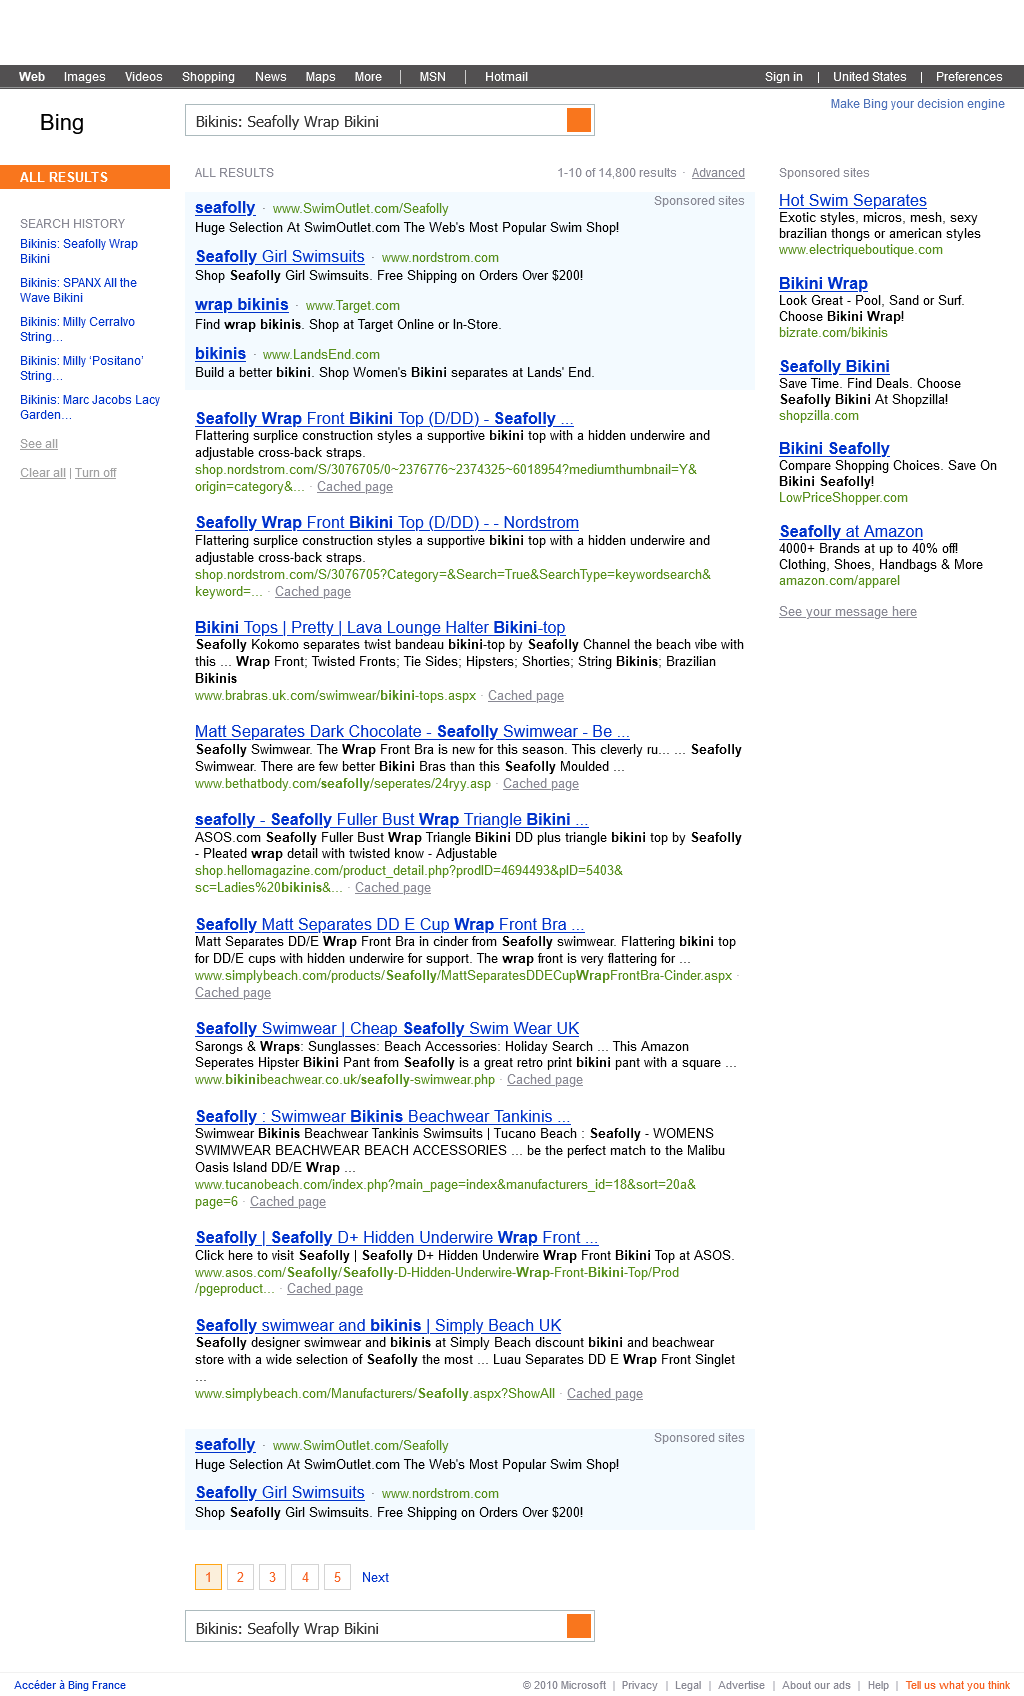 Web Images Videos Shopping News Maps More | MSN | Hotmail Sign in | United States | Preferences
Make Bing your decision engine
Bing
Bikinis: Seafolly Wrap Bikini
ALL RESULTS
SEARCH HISTORY
Bikinis: Seafolly Wrap
Bikini
Bikinis: SPANX All the
Wave Bikini
Bikinis: Milly Cerralvo
String...
Bikinis: Milly ‘Positano’
String...
Bikinis: Marc Jacobs Lacy
Garden...
See all
Clear all | Turn off
ALL RESULTS 1-10 of 14,800 results · Advanced
Sponsored sites
seafolly · www.SwimOutlet.com/Seafolly
Huge Selection At SwimOutlet.com The Web's Most Popular Swim Shop!
Seafolly Girl Swimsuits · www.nordstrom.com
Shop Seafolly Girl Swimsuits. Free Shipping on Orders Over $200!
wrap bikinis · www.Target.com
Find wrap bikinis. Shop at Target Online or In-Store.
bikinis · www.LandsEnd.com
Build a better bikini. Shop Women's Bikini separates at Lands' End.
Seafolly Wrap Front Bikini Top (D/DD) - Seafolly ...
Flattering surplice construction styles a supportive bikini top with a hidden underwire and
adjustable cross-back straps.
shop.nordstrom.com/S/3076705/0~2376776~2374325~6018954?mediumthumbnail=Y&
origin=category&... · Cached page
Seafolly Wrap Front Bikini Top (D/DD) - - Nordstrom
Flattering surplice construction styles a supportive bikini top with a hidden underwire and
adjustable cross-back straps.
shop.nordstrom.com/S/3076705?Category=&Search=True&SearchType=keywordsearch&
keyword=... · Cached page
Bikini Tops | Pretty | Lava Lounge Halter Bikini-top
Seafolly Kokomo separates twist bandeau bikini-top by Seafolly Channel the beach vibe with
this ... Wrap Front; Twisted Fronts; Tie Sides; Hipsters; Shorties; String Bikinis; Brazilian
Bikinis
www.brabras.uk.com/swimwear/bikini-tops.aspx · Cached page
Matt Separates Dark Chocolate - Seafolly Swimwear - Be ...
Seafolly Swimwear. The Wrap Front Bra is new for this season. This cleverly ru... ... Seafolly
Swimwear. There are few better Bikini Bras than this Seafolly Moulded ...
www.bethatbody.com/seafolly/seperates/24ryy.asp · Cached page
seafolly - Seafolly Fuller Bust Wrap Triangle Bikini ...
ASOS.com Seafolly Fuller Bust Wrap Triangle Bikini DD plus triangle bikini top by Seafolly
- Pleated wrap detail with twisted know - Adjustable
shop.hellomagazine.com/product_detail.php?prodID=4694493&pID=5403&
sc=Ladies%20bikinis&... · Cached page
Seafolly Matt Separates DD E Cup Wrap Front Bra ...
Matt Separates DD/E Wrap Front Bra in cinder from Seafolly swimwear. Flattering bikini top
for DD/E cups with hidden underwire for support. The wrap front is very flattering for ...
www.simplybeach.com/products/Seafolly/MattSeparatesDDECupWrapFrontBra-Cinder.aspx ·
Cached page
Seafolly Swimwear | Cheap Seafolly Swim Wear UK
Sarongs & Wraps: Sunglasses: Beach Accessories: Holiday Search ... This Amazon
Seperates Hipster Bikini Pant from Seafolly is a great retro print bikini pant with a square ...
www.bikinibeachwear.co.uk/seafolly-swimwear.php · Cached page
Seafolly : Swimwear Bikinis Beachwear Tankinis ...
Swimwear Bikinis Beachwear Tankinis Swimsuits | Tucano Beach : Seafolly - WOMENS
SWIMWEAR BEACHWEAR BEACH ACCESSORIES ... be the perfect match to the Malibu
Oasis Island DD/E Wrap ...
www.tucanobeach.com/index.php?main_page=index&manufacturers_id=18&sort=20a&
page=6 · Cached page
Seafolly | Seafolly D+ Hidden Underwire Wrap Front ...
Click here to visit Seafolly | Seafolly D+ Hidden Underwire Wrap Front Bikini Top at ASOS.
www.asos.com/Seafolly/Seafolly-D-Hidden-Underwire-Wrap-Front-Bikini-Top/Prod
/pgeproduct... · Cached page
Seafolly swimwear and bikinis | Simply Beach UK
Seafolly designer swimwear and bikinis at Simply Beach discount bikini and beachwear
store with a wide selection of Seafolly the most ... Luau Separates DD E Wrap Front Singlet
...
www.simplybeach.com/Manufacturers/Seafolly.aspx?ShowAll · Cached page
Sponsored sites
seafolly · www.SwimOutlet.com/Seafolly
Huge Selection At SwimOutlet.com The Web's Most Popular Swim Shop!
Seafolly Girl Swimsuits · www.nordstrom.com
Shop Seafolly Girl Swimsuits. Free Shipping on Orders Over $200!
Sponsored sites
Hot Swim Separates
Exotic styles, micros, mesh, sexy
brazilian thongs or american styles
www.electriqueboutique.com
Bikini Wrap
Look Great - Pool, Sand or Surf.
Choose Bikini Wrap!
bizrate.com/bikinis
Seafolly Bikini
Save Time. Find Deals. Choose
Seafolly Bikini At Shopzilla!
shopzilla.com
Bikini Seafolly
Compare Shopping Choices. Save On
Bikini Seafolly!
LowPriceShopper.com
Seafolly at Amazon
4000+ Brands at up to 40% off!
Clothing, Shoes, Handbags & More
amazon.com/apparel
See your message here
1 2 3 4 5 Next
Bikinis: Seafolly Wrap Bikini
Accéder à Bing France © 2010 Microsoft | Privacy | Legal | Advertise | About our ads | Help | Tell us what you think